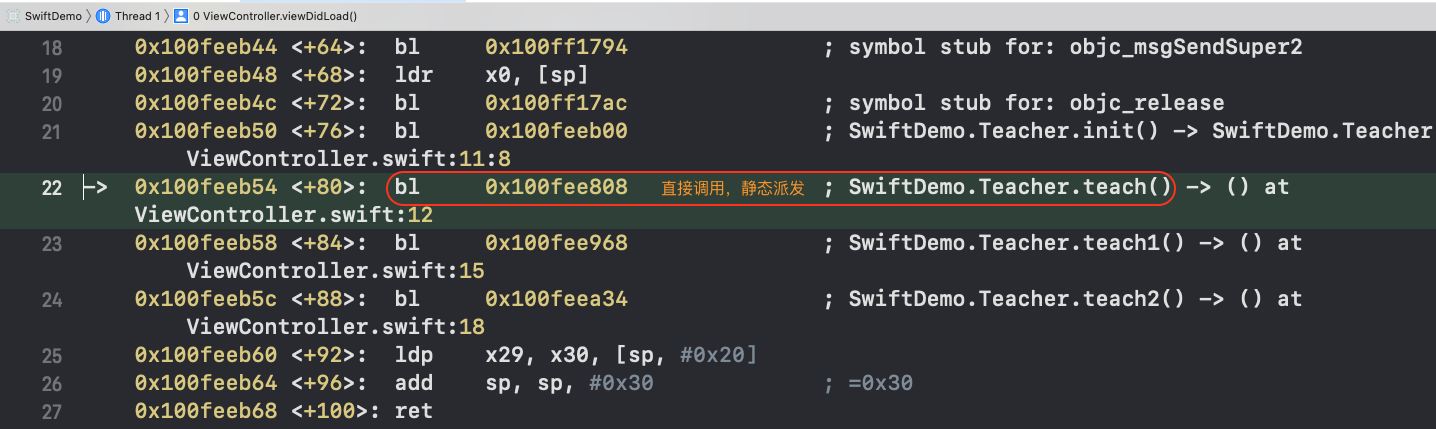 SwiftDemo 〉 Thread 1 〉 0 ViewController.viewDidLoad()
18 0x100feeb44 <+64>: bl 0x100ff1794 ; symbol stub for: objc_msgSendSuper2
19 0x100feeb48 <+68>: ldr x0, [sp]
20 0x100feeb4c <+72>: bl 0x100ff17ac ; symbol stub for: objc_release
21 0x100feeb50 <+76>: bl 0x100feeb00 ; SwiftDemo.Teacher.init() -> SwiftDemo.Teacher
ViewController.swift:11:8
22 -> 0x100feeb54 <+80>: bl 0x100fee808 直接调用，静态派发 ; SwiftDemo.Teacher.teach() -> () at
ViewController.swift:12
23 0x100feeb58 <+84>: bl 0x100fee968 ; SwiftDemo.Teacher.teach1() -> () at
ViewController.swift:15
24 0x100feeb5c <+88>: bl 0x100feea34 ; SwiftDemo.Teacher.teach2() -> () at
ViewController.swift:18
25 0x100feeb60 <+92>: ldp x29, x30, [sp, #0x20]
26 0x100feeb64 <+96>: add sp, sp, #0x30 ; =0x30
27 0x100feeb68 <+100>: ret